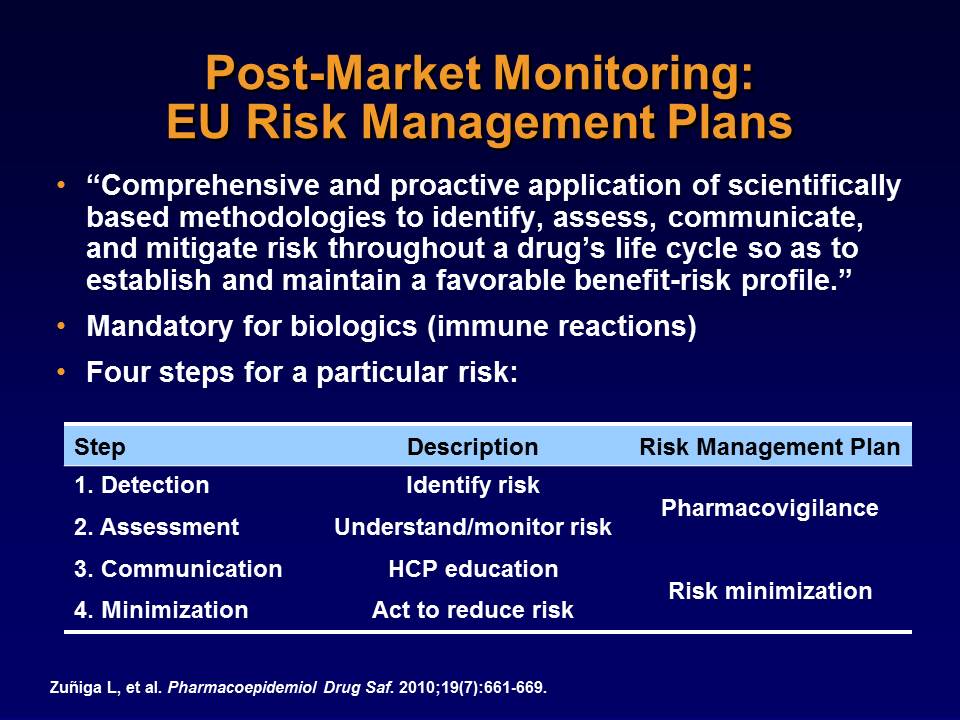 Post-Market Monitoring:
EU Risk Management Plans
• “Comprehensive and proactive application of scientifically
based methodologies to identify, assess, communicate,
and mitigate risk throughout a drug’s life cycle so as to
establish and maintain a favorable benefit-risk profile.”
• Mandatory for biologics (immune reactions)
• Four steps for a particular risk:
Step Description Risk Management Plan
1. Detection Identify risk
Pharmacovigilance
2. Assessment Understand/monitor risk
3. Communication HCP education
Risk minimization
4. Minimization Act to reduce risk
Zuñiga L, et al. Pharmacoepidemiol Drug Saf. 2010;19(7):661-669.